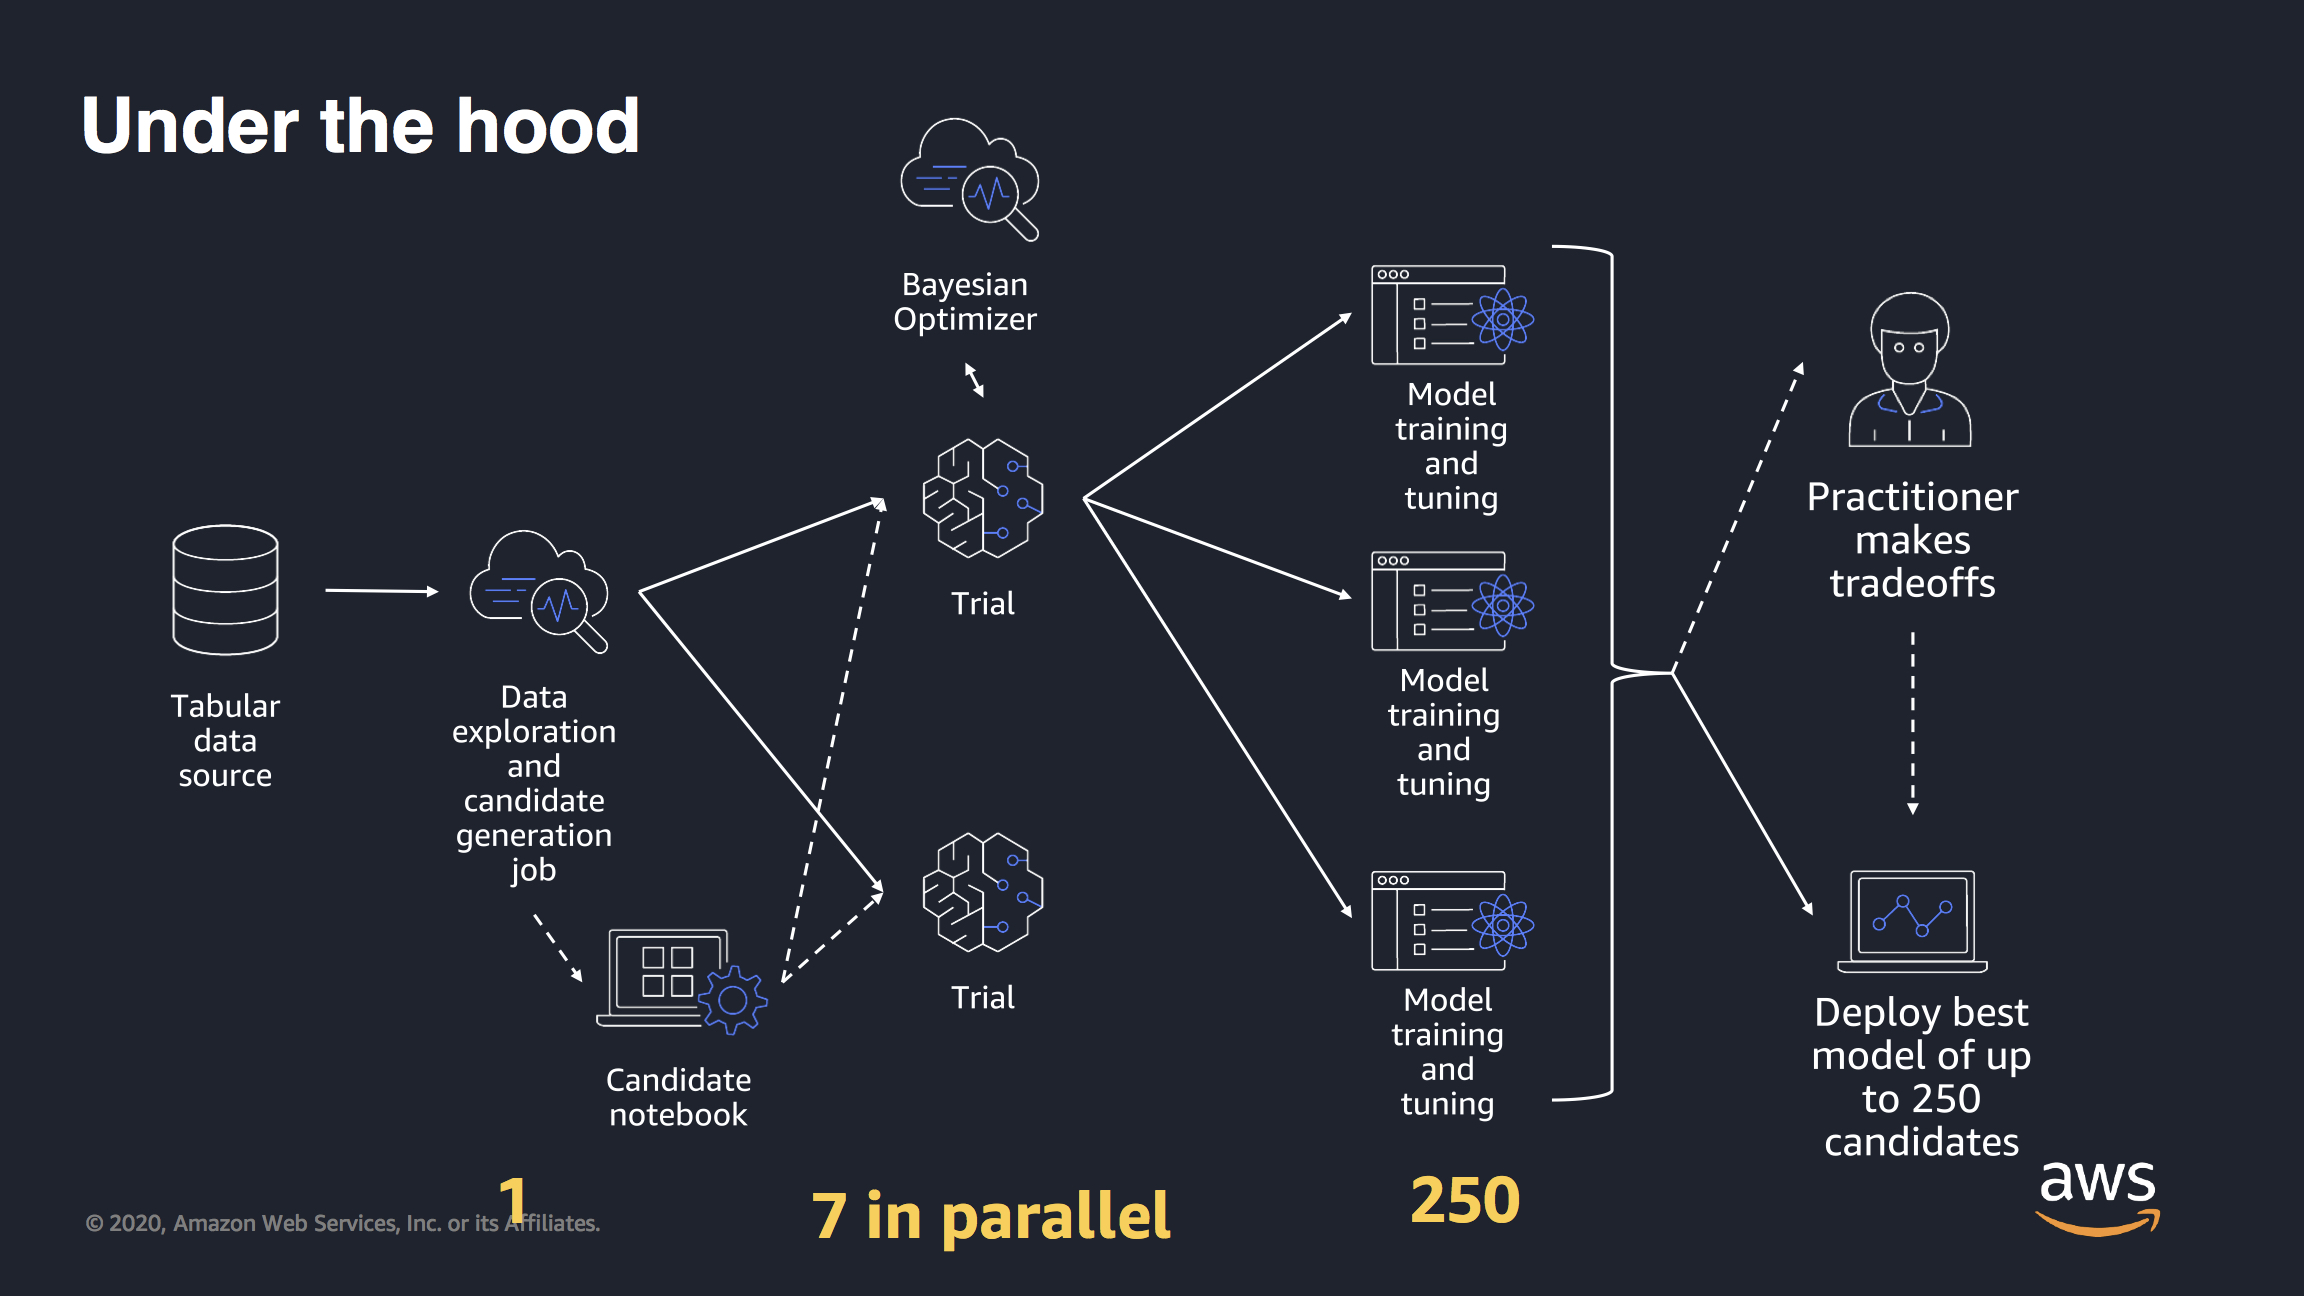 Under the hood
Bayesian
Optimizer
Tabular
data
source
Data
exploration
and
candidate
generation
job
Candidate
notebook
Trial
Trial
Model
training
and
tuning
Model
training
and
tuning
Model
training
and
tuning
Practitioner
makes
tradeoffs
Deploy best
model of up
to 250
candidates
1
7 in parallel
250
© 2020, Amazon Web Services, Inc. or its Affiliates.
aws